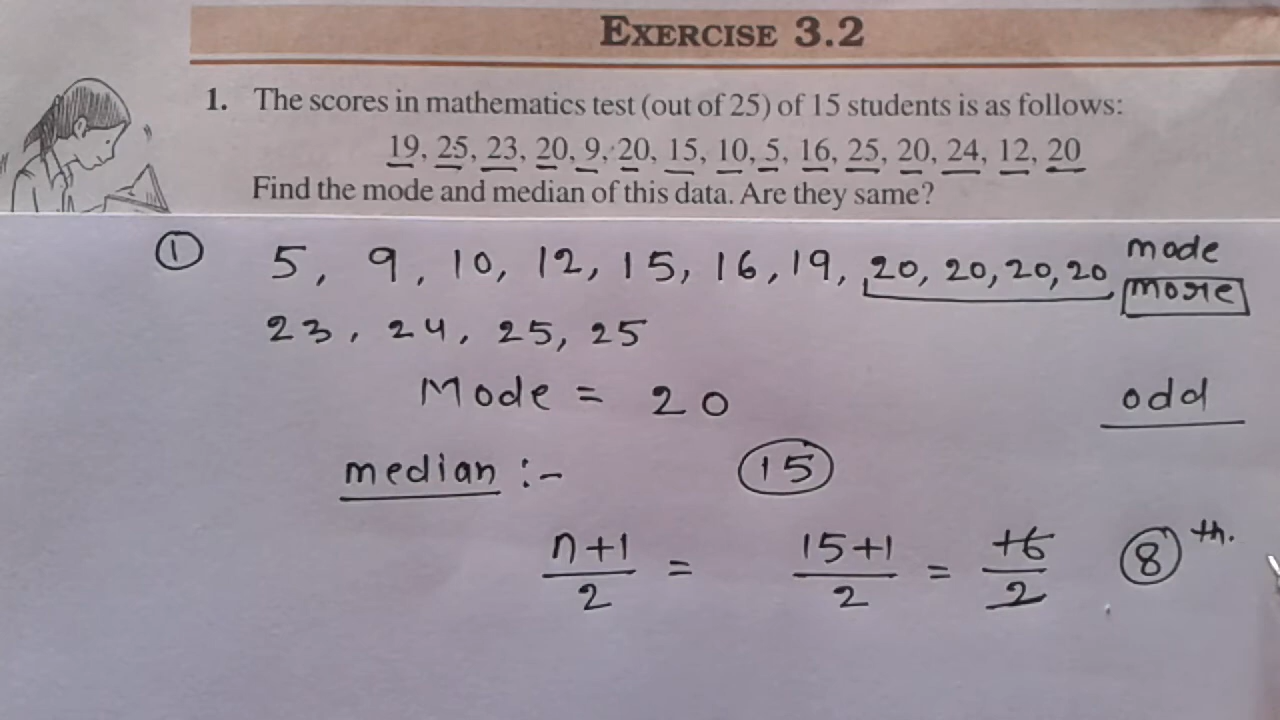 EXERCISE 3.2
1. The scores in mathematics test (out of 25) of 15 students is as follows:
19, 25, 23, 20, 9, 20, 15, 10, 5, 16, 25, 20, 24, 12, 20
Find the mode and median of this data. Are they same?
① 5, 9, 10, 12, 15, 16, 19, 20, 20, 20, 20 mode
more
23, 24, 25, 25
Mode = 20
odd
median :- 15
n+1/2 = 15+1/2 = 16/2 8th.